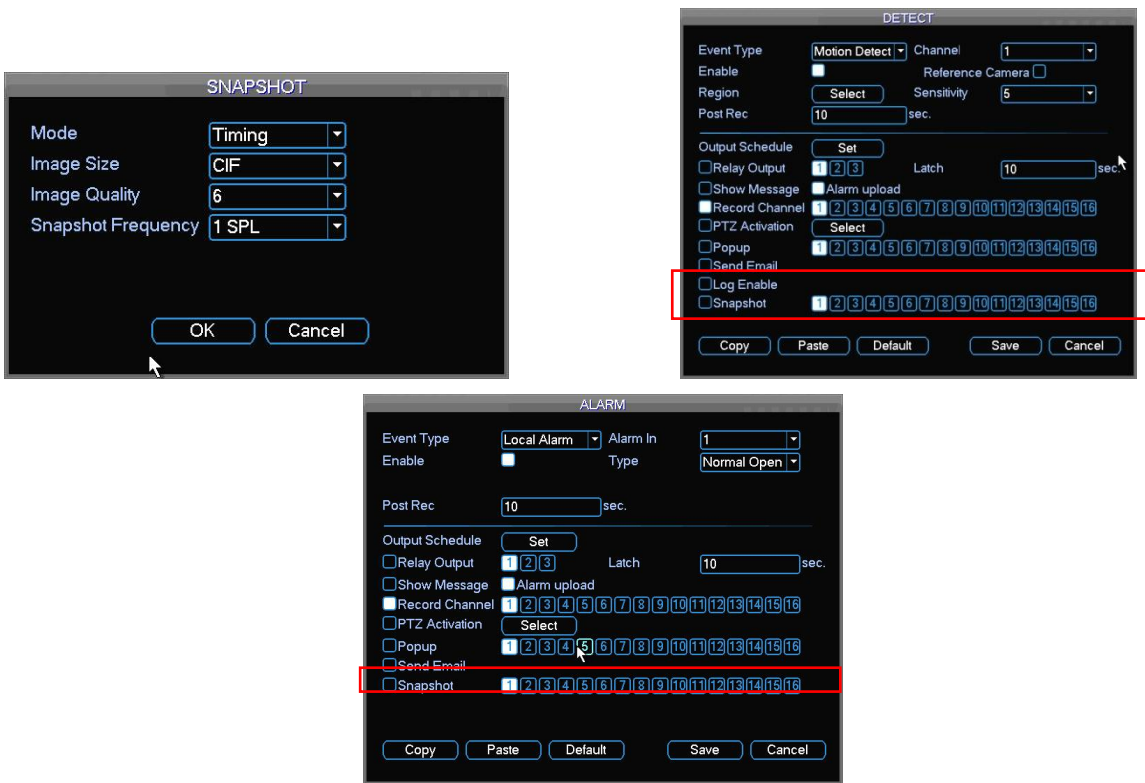 SNAPSHOT
Mode Timing
Image Size CIF
Image Quality 6
Snapshot Frequency 1 SPL
OK Cancel
DETECT
Event Type Motion Detect Channel 1
Enable Reference Camera
Region Select Sensitivity 5
Post Rec 10 sec.
Output Schedule Set
Relay Output 1 2 3 Latch 10 sec.
Show Message Alarm upload
Record Channel 1 2 3 4 5 6 7 8 9 10 11 12 13 14 15 16
PTZ Activation Select
Popup 1 2 3 4 5 6 7 8 9 10 11 12 13 14 15 16
Send Email
Log Enable
Snapshot 1 2 3 4 5 6 7 8 9 10 11 12 13 14 15 16
Copy Paste Default Save Cancel
ALARM
Event Type Local Alarm Alarm In 1
Enable Type Normal Open
Post Rec 10 sec.
Output Schedule Set
Relay Output 1 2 3 Latch 10 sec.
Show Message Alarm upload
Record Channel 1 2 3 4 5 6 7 8 9 10 11 12 13 14 15 16
PTZ Activation Select
Popup 1 2 3 4 5 6 7 8 9 10 11 12 13 14 15 16
Send Email
Snapshot 1 2 3 4 5 6 7 8 9 10 11 12 13 14 15 16
Copy Paste Default Save Cancel